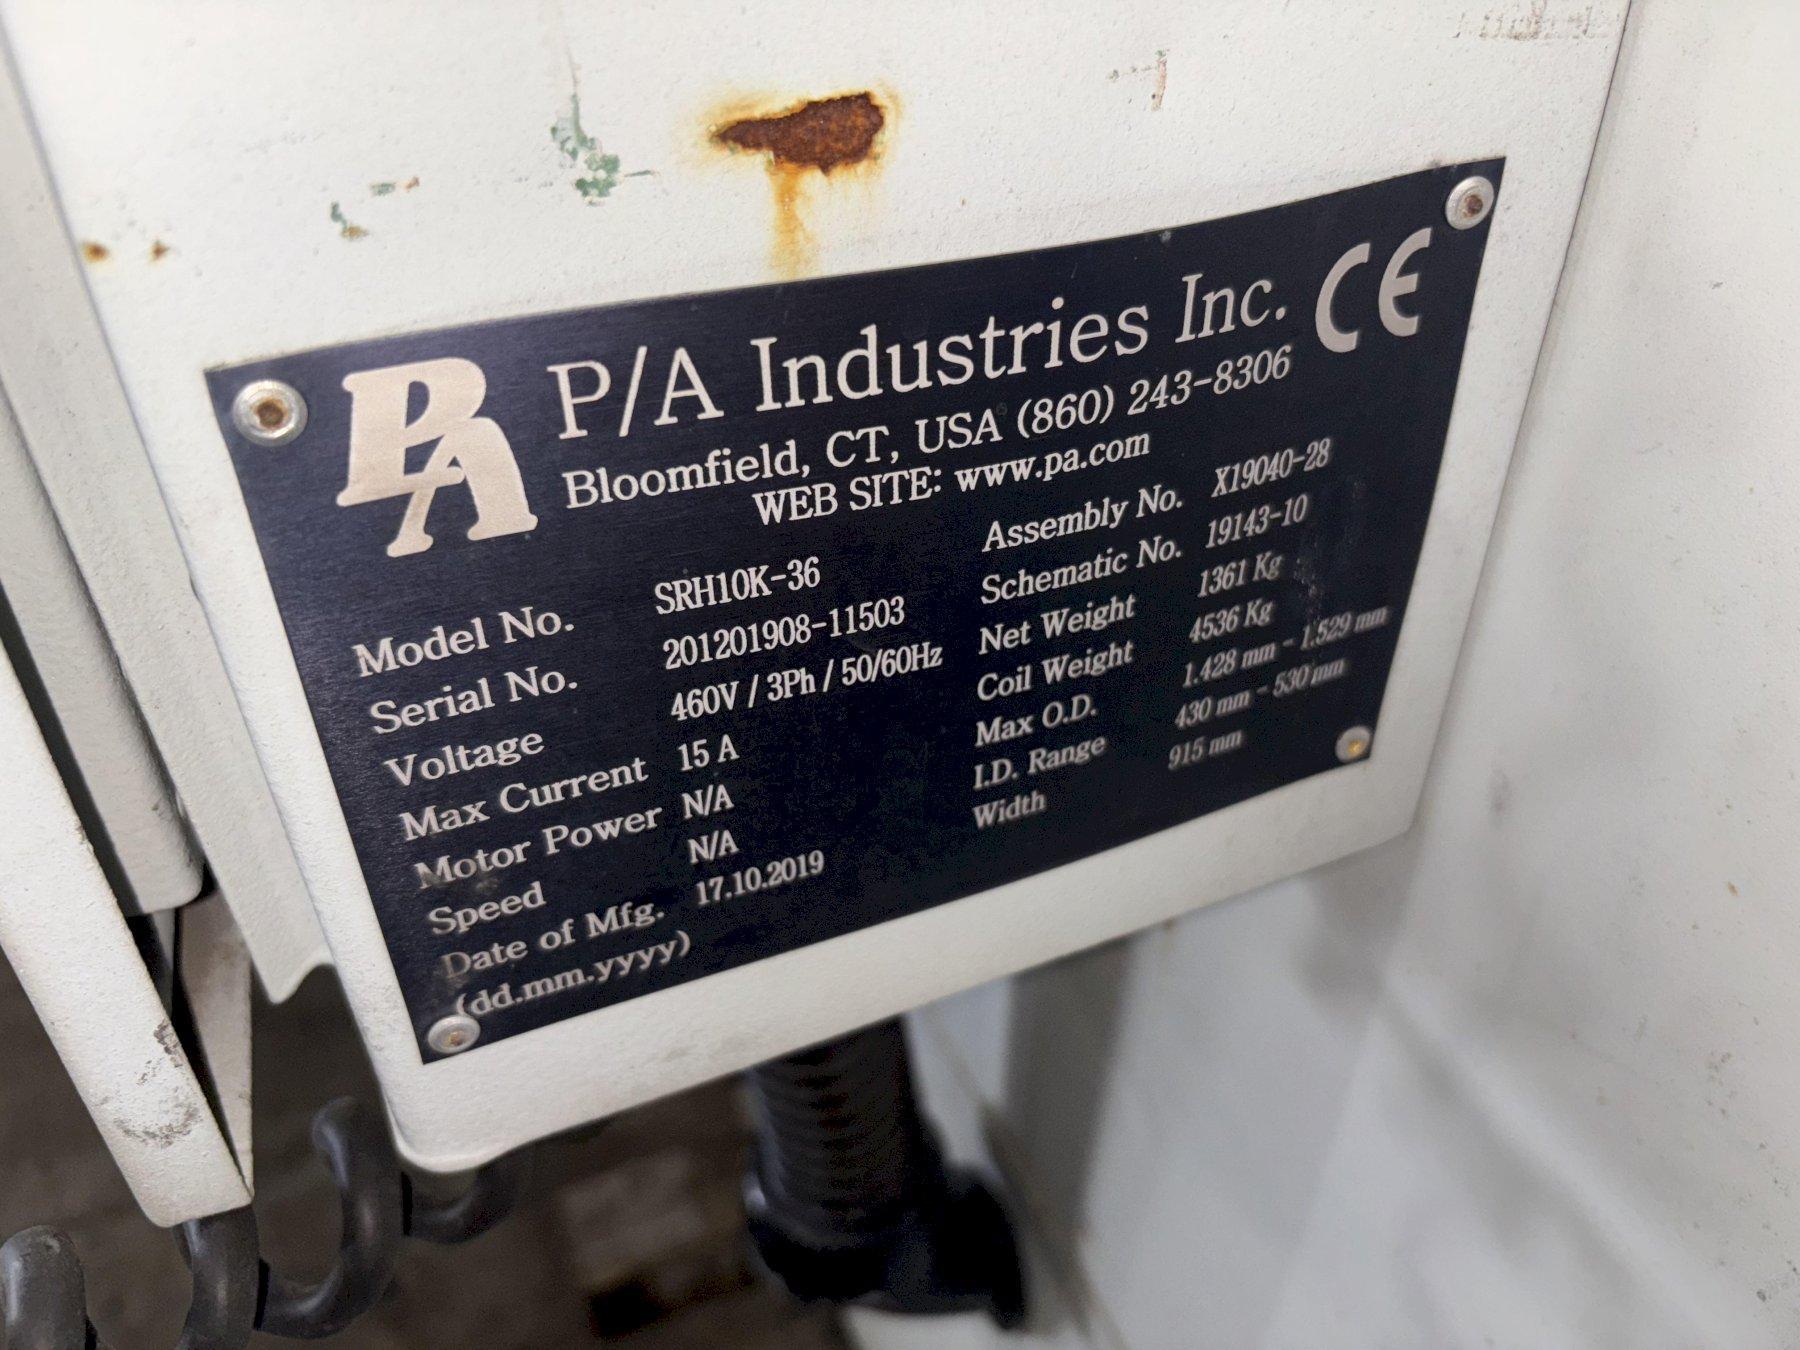 PA P/A Industries Inc. CE
Bloomfield, CT, USA (860) 243-8306
WEB SITE: www.pa.com
Model No. SRH10K-36
Serial No. 201201908-11503
Voltage 460V / 3Ph / 50/60Hz
Max Current 15 A
Motor Power N/A
Speed N/A
Date of Mfg. 17.10.2019
(dd.mm.yyyy)
Assembly No. X19040-28
Schematic No. 19143-10
Net Weight 1361 Kg
Coil Weight 4536 Kg
Max O.D. 1.428 mm - 1.529 mm
I.D. Range 430 mm - 530 mm
Width 915 mm